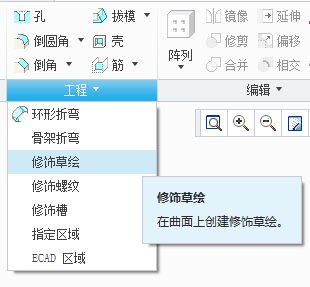 孔 拔模 镜像 延伸
倒圆角 壳 阵列 修剪 偏移
倒角 筋 合并 相交
工程 编辑
环形折弯
骨架折弯
修饰草绘
修饰螺纹
修饰槽
指定区域
ECAD 区域
修饰草绘
在曲面上创建修饰草绘。